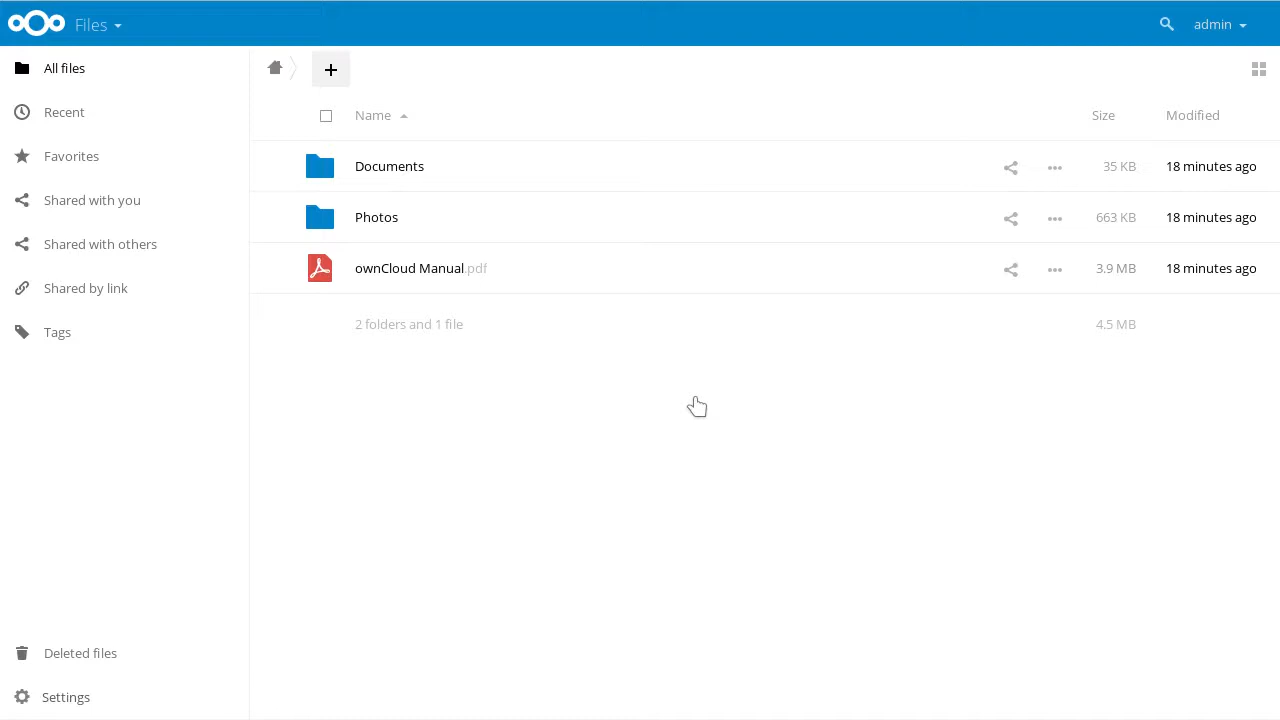 Files
admin
All files
Recent
Favorites
Shared with you
Shared with others
Shared by link
Tags
Deleted files
Settings
+
Name Size Modified
Documents 35 KB 18 minutes ago
Photos 663 KB 18 minutes ago
ownCloud Manual.pdf 3.9 MB 18 minutes ago
2 folders and 1 file 4.5 MB